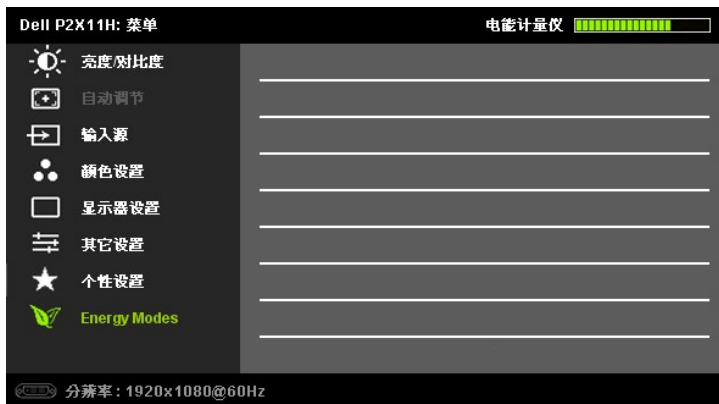 Dell P2X11H: 菜单 电能计量仪
亮度/对比度
自动调节
输入源
颜色设置
显示器设置
其它设置
个性设置
Energy Modes
分辨率: 1920x1080@60Hz